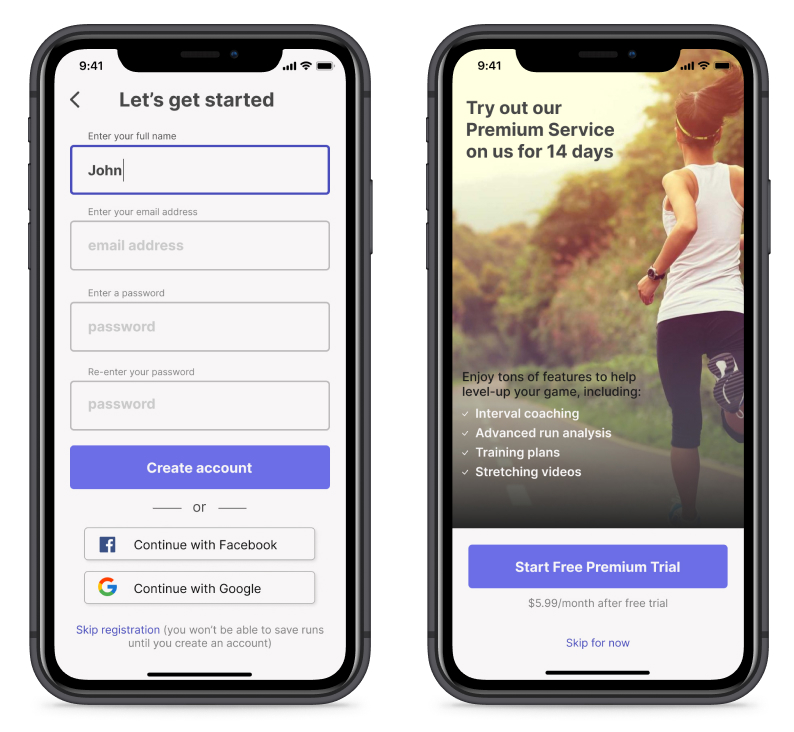 9:41
Let's get started
Enter your full name
John
Enter your email address
email address
Enter a password
password
Re-enter your password
password
Create account
or
Continue with Facebook
Continue with Google
Skip registration (you won't be able to save runs
until you create an account)
9:41
Try out our
Premium Service
on us for 14 days
Enjoy tons of features to help
level-up your game, including:
✓ Interval coaching
✓ Advanced run analysis
✓ Training plans
✓ Stretching videos
Start Free Premium Trial
$5.99/month after free trial
Skip for now